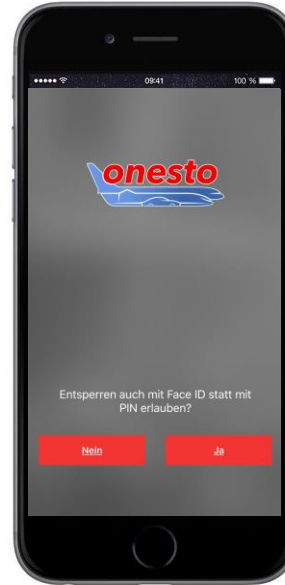 09:41
100 %
onesto
Entsperren auch mit Face ID statt mit
PIN erlauben?
Nein
Ja